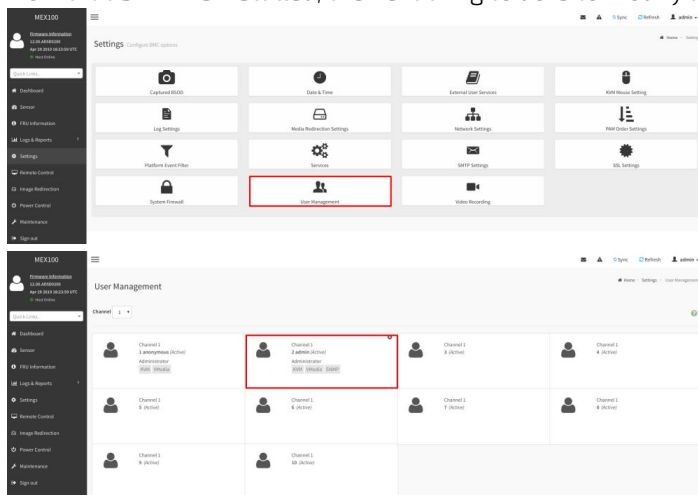 MEX100
Sync Refresh admin
Firmware Information
Host Online
Settings Configure BMC options
Home - Settings
Quick Links...
Captured BSOD
Date & Time
External User Services
KVM Mouse Setting
Dashboard
Sensor
FRU Information
Log Settings
Media Redirection Settings
Network Settings
PAM Order Settings
Logs & Reports
Settings
Platform Event Filter
Services
SMTP Settings
SSL Settings
Remote Control
Image Redirection
Power Control
System Firewall
User Management
Video Recording
Maintenance
Sign out
MEX100
Sync Refresh admin
Firmware Information
Host Online
User Management
Home - Settings - User Management
Quick Links...
Channel 1
Dashboard
Sensor
FRU Information
Logs & Reports
Settings
Remote Control
Image Redirection
Power Control
Maintenance
Sign out
Channel 1
1 anonymous (Active)
Administrator
KVM VMedia
Channel 1
2 admin (Active)
Administrator
KVM VMedia SNMP
Channel 1
3 (Active)
Channel 1
4 (Active)
Channel 1
5 (Active)
Channel 1
6 (Active)
Channel 1
7 (Active)
Channel 1
8 (Active)
Channel 1
9 (Active)
Channel 1
10 (Active)